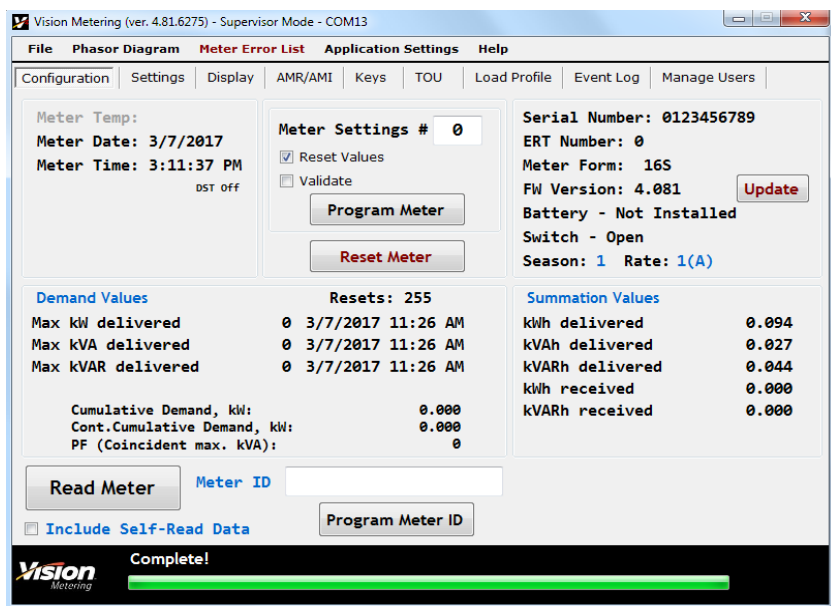 Vision Metering (ver. 4.81.6275) - Supervisor Mode - COM13
File Phasor Diagram Meter Error List Application Settings Help
Configuration Settings Display AMR/AMI Keys TOU Load Profile Event Log Manage Users
Meter Temp:
Meter Date: 3/7/2017
Meter Time: 3:11:37 PM
DST Off
Meter Settings # 0
Reset Values
Validate
Program Meter
Reset Meter
Serial Number: 0123456789
ERT Number: 0
Meter Form: 16S
FW Version: 4.081 Update
Battery - Not Installed
Switch - Open
Season: 1 Rate: 1(A)
Demand Values Resets: 255
Max kW delivered 0 3/7/2017 11:26 AM
Max kVA delivered 0 3/7/2017 11:26 AM
Max kVAR delivered 0 3/7/2017 11:26 AM
Cumulative Demand, kW: 0.000
Cont.Cumulative Demand, kW: 0.000
PF (Coincident max. kVA): 0
Summation Values
kWh delivered 0.094
kVAh delivered 0.027
kVARh delivered 0.044
kWh received 0.000
kVARh received 0.000
Read Meter Meter ID
Include Self-Read Data
Program Meter ID
Vision
Metering
Complete!